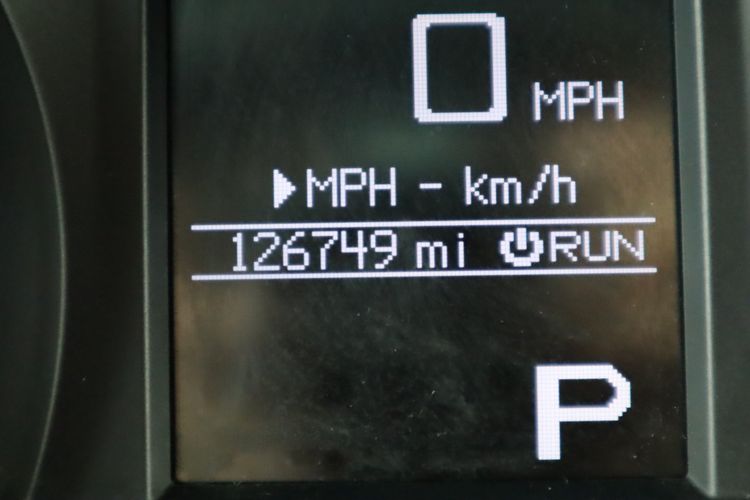 0 MPH
▶MPH - km/h
126749 mi ⏻RUN
P